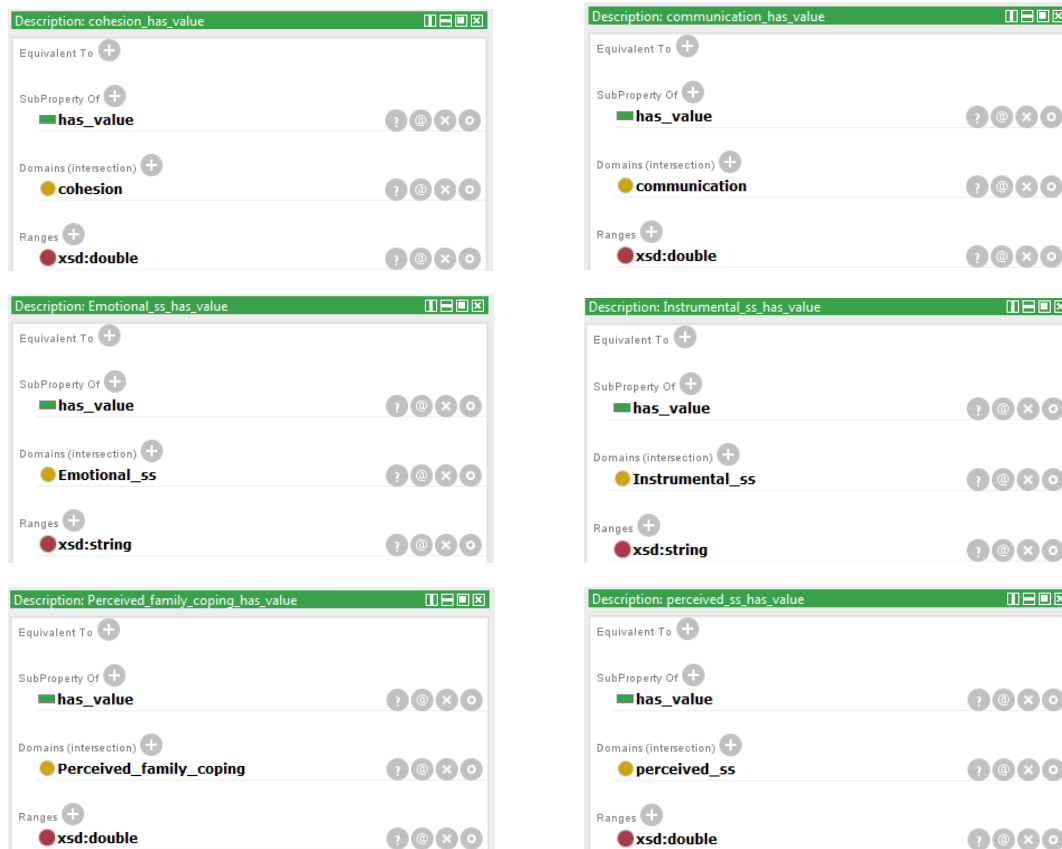 Description: cohesion_has_value
Equivalent To
SubProperty Of
has_value
Domains (intersection)
cohesion
Ranges
xsd:double
Description: communication_has_value
Equivalent To
SubProperty Of
has_value
Domains (intersection)
communication
Ranges
xsd:double
Description: Emotional_ss_has_value
Equivalent To
SubProperty Of
has_value
Domains (intersection)
Emotional_ss
Ranges
xsd:string
Description: Instrumental_ss_has_value
Equivalent To
SubProperty Of
has_value
Domains (intersection)
Instrumental_ss
Ranges
xsd:string
Description: Perceived_family_coping_has_value
Equivalent To
SubProperty Of
has_value
Domains (intersection)
Perceived_family_coping
Ranges
xsd:double
Description: perceived_ss_has_value
Equivalent To
SubProperty Of
has_value
Domains (intersection)
perceived_ss
Ranges
xsd:double